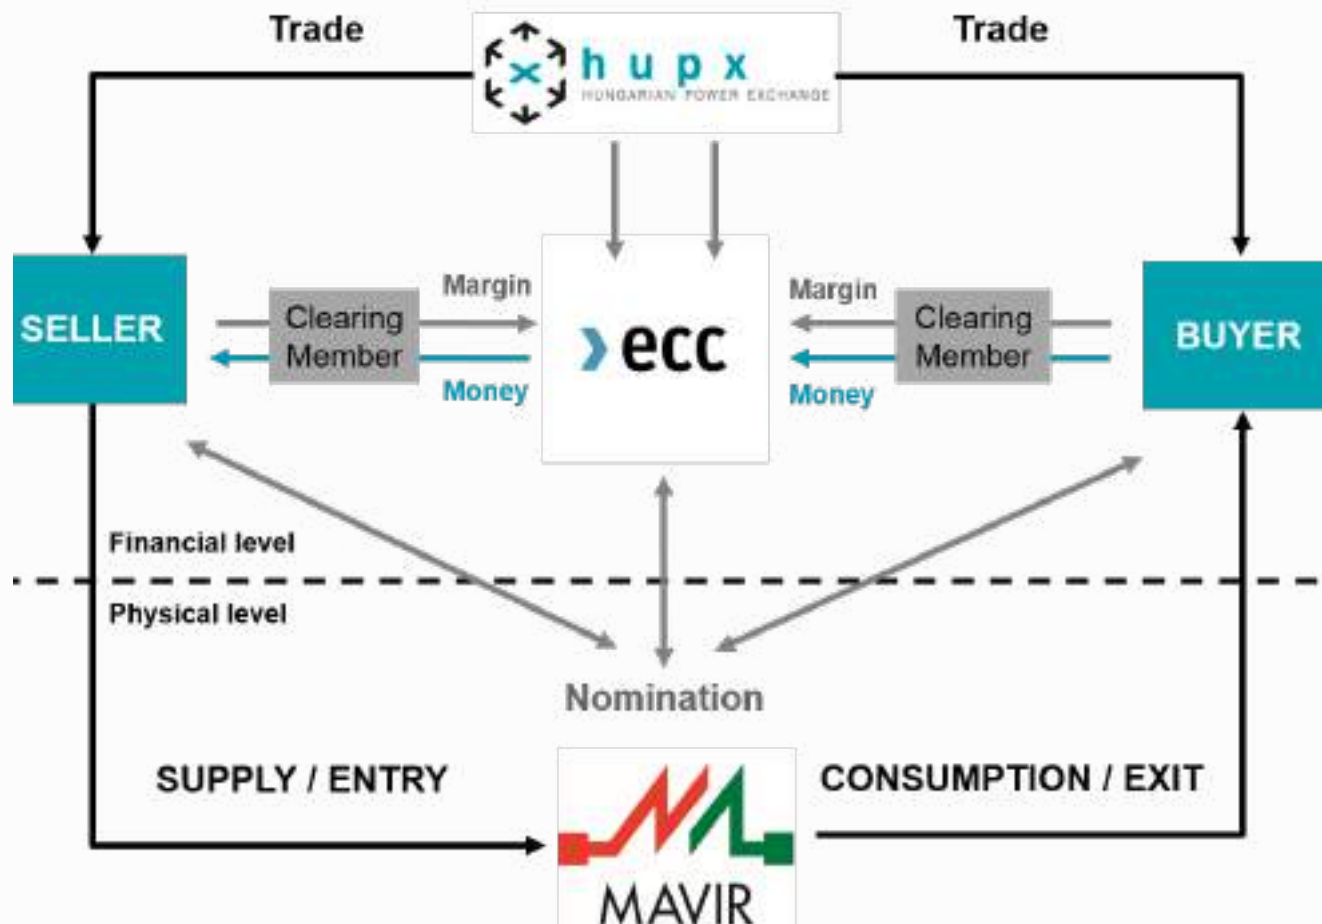 Trade
Trade
hupx
HUNGARIAN POWER EXCHANGE
SELLER
Clearing
Member
Margin
Money
ecc
Margin
Money
Clearing
Member
BUYER
Financial level
Physical level
Nomination
SUPPLY / ENTRY
CONSUMPTION / EXIT
MAVIR